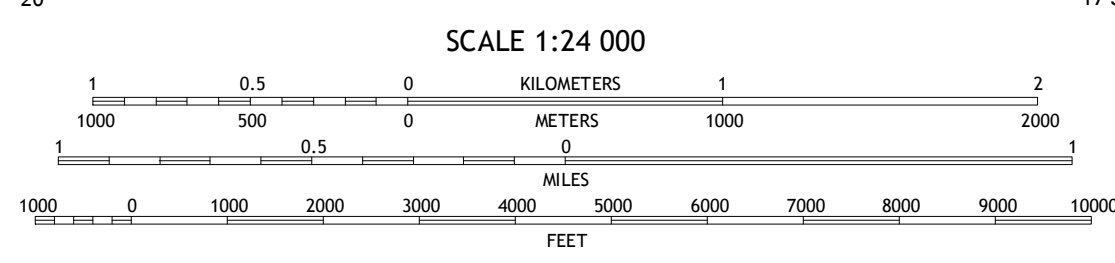 20
SCALE 1:24 000
1 0.5 0 KILOMETERS 1 2
1000 500 0 METERS 1000 2000
1 0.5 0 1
MILES
1000 0 1000 2000 3000 4000 5000 6000 7000 8000 9000 10000
FEET